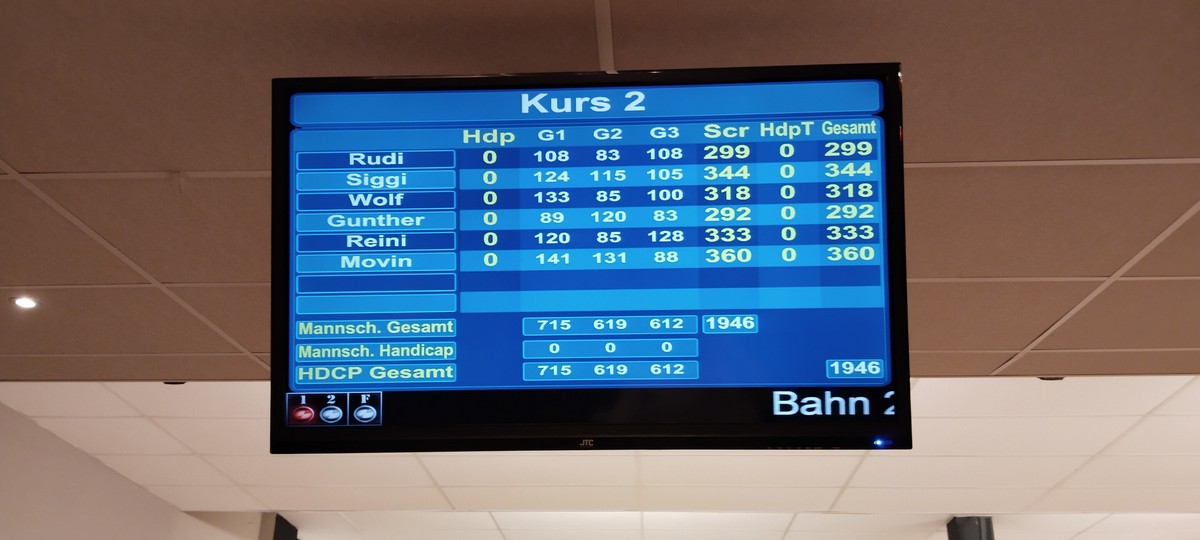 Kurs 2
Hdp G1 G2 G3 Scr HdpT Gesamt
Rudi 0 108 83 108 299 0 299
Siggi 0 124 115 105 344 0 344
Wolf 0 133 85 100 318 0 318
Gunther 0 89 120 83 292 0 292
Reini 0 120 85 128 333 0 333
Movin 0 141 131 88 360 0 360
Mannsch. Gesamt 715 619 612 1946
Mannsch. Handicap 0 0 0
HDCP Gesamt 715 619 612 1946
1 2 F
Bahn 2
JTC